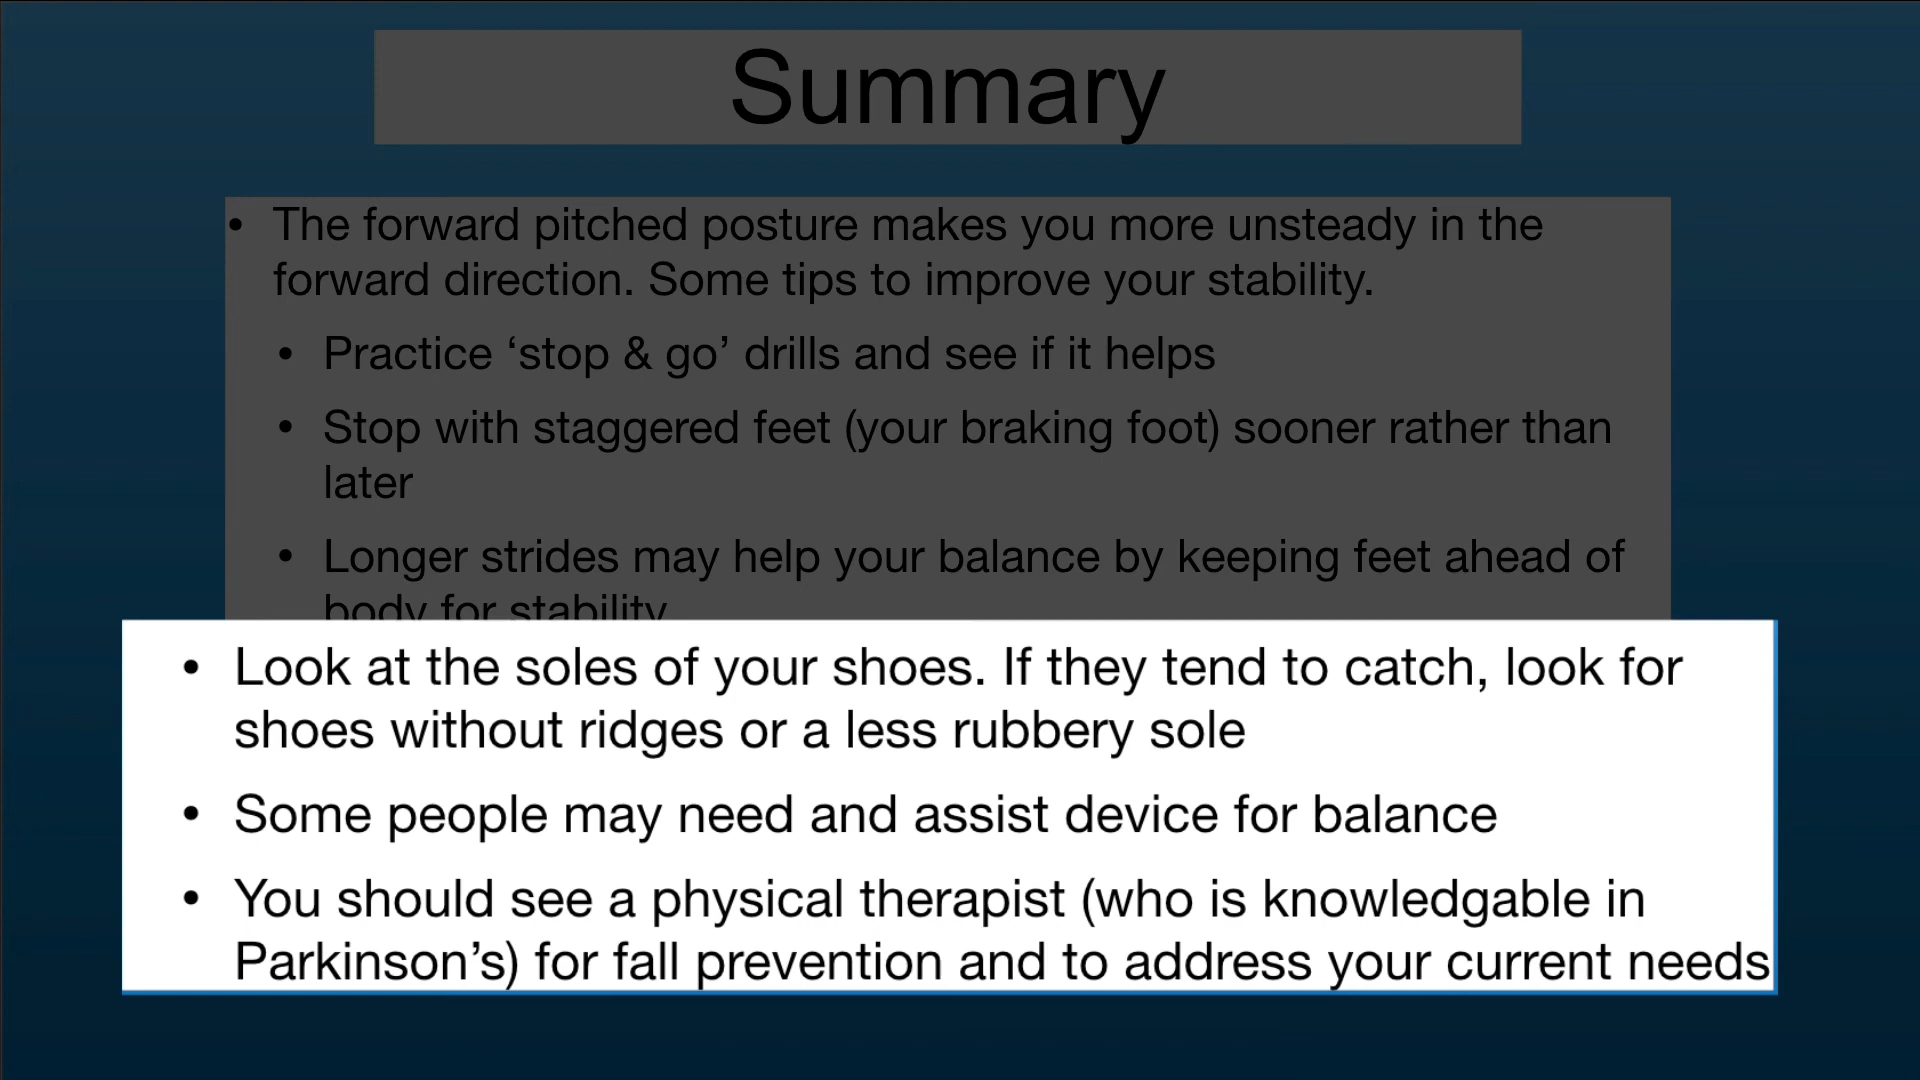 Summary
• The forward pitched posture makes you more unsteady in the
forward direction. Some tips to improve your stability.
• Practice ‘stop & go’ drills and see if it helps
• Stop with staggered feet (your braking foot) sooner rather than
later
• Longer strides may help your balance by keeping feet ahead of
body for stability
• Look at the soles of your shoes. If they tend to catch, look for
shoes without ridges or a less rubbery sole
• Some people may need and assist device for balance
• You should see a physical therapist (who is knowledgable in
Parkinson’s) for fall prevention and to address your current needs